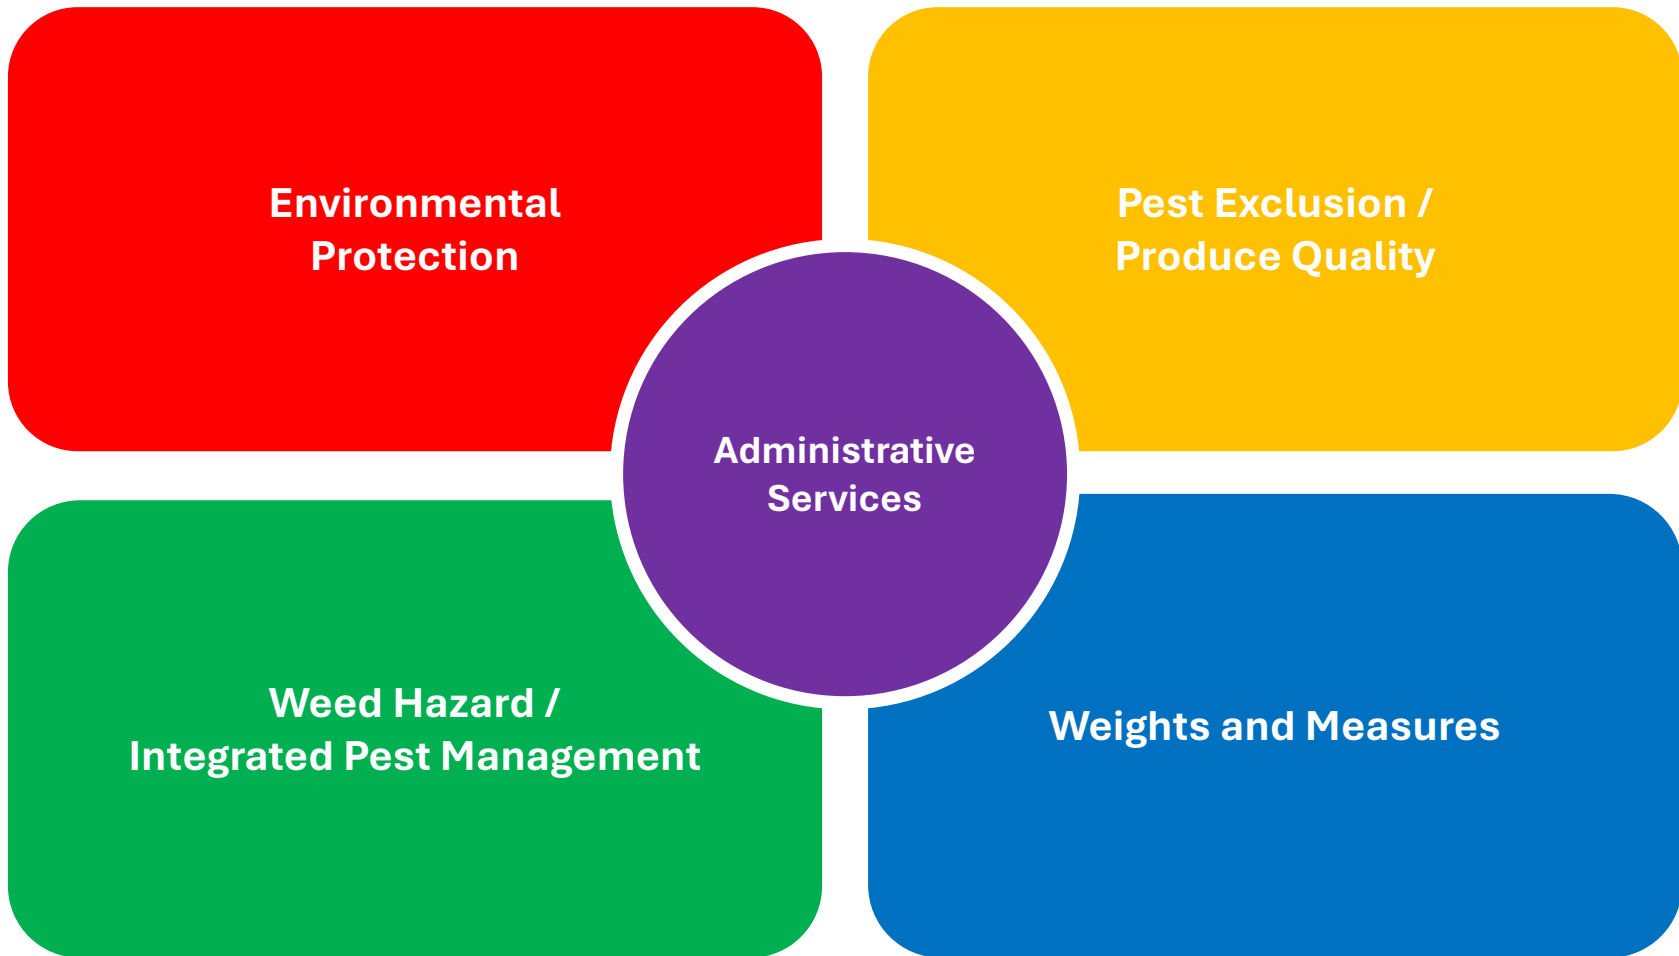 Environmental
Protection
Pest Exclusion /
Produce Quality
Administrative
Services
Weed Hazard /
Integrated Pest Management
Weights and Measures